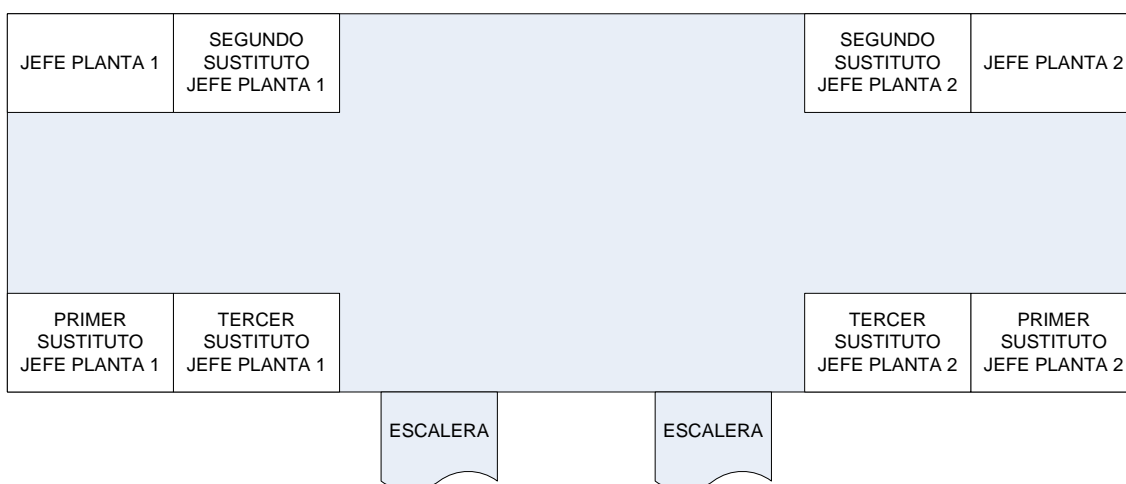 JEFE PLANTA 1
SEGUNDO
SUSTITUTO
JEFE PLANTA 1
SEGUNDO
SUSTITUTO
JEFE PLANTA 2
JEFE PLANTA 2
PRIMER
SUSTITUTO
JEFE PLANTA 1
TERCER
SUSTITUTO
JEFE PLANTA 1
TERCER
SUSTITUTO
JEFE PLANTA 2
PRIMER
SUSTITUTO
JEFE PLANTA 2
ESCALERA
ESCALERA